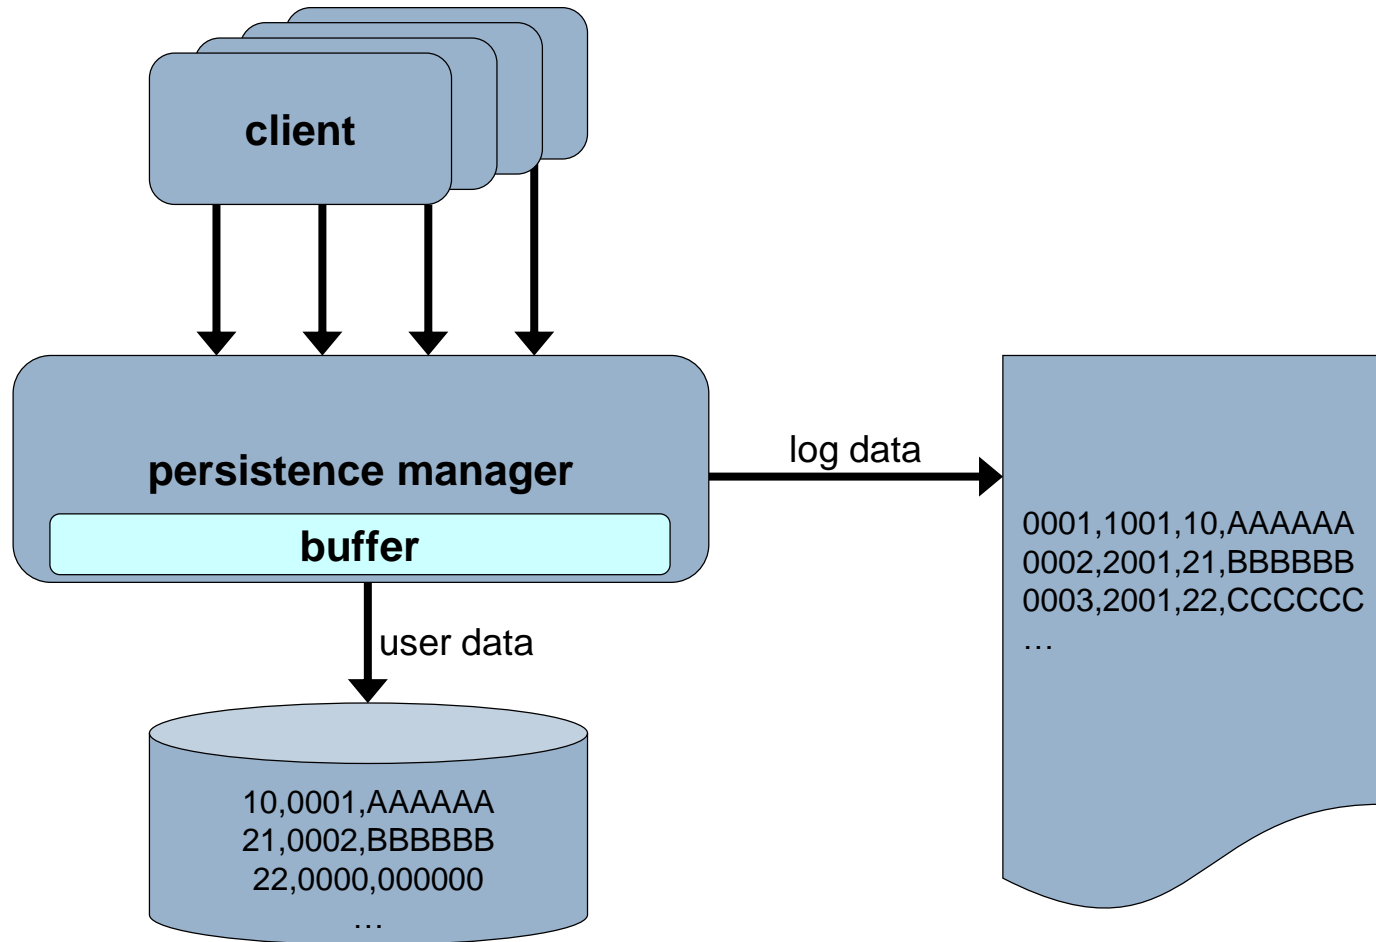 client
persistence manager
buffer
log data
0001,1001,10,AAAAAA
0002,2001,21,BBBBBB
0003,2001,22,CCCCCC
…
user data
10,0001,AAAAAA
21,0002,BBBBBB
22,0000,000000
…